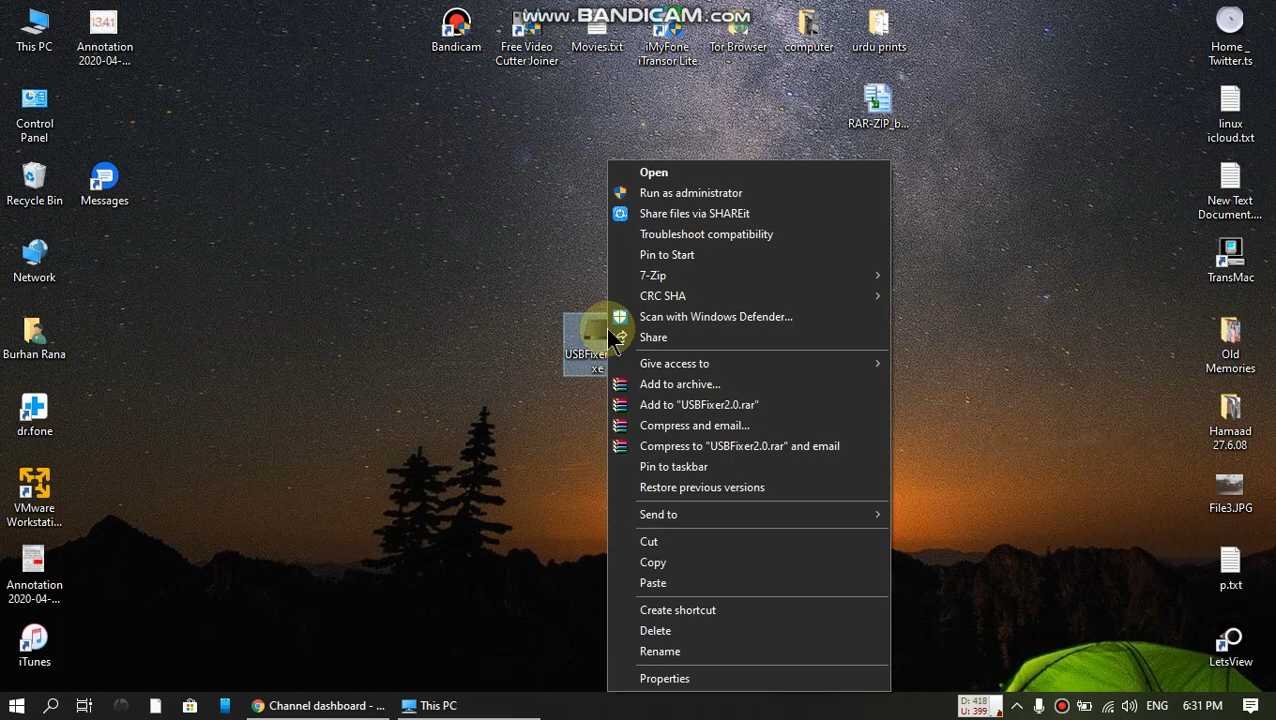 www.BANDICAM.com
This PC
Annotation
2020-04-...
Bandicam
Free Video
Cutter Joiner
Movies.txt
iMyFone
iTransor Lite
Tor Browser
computer
urdu prints
Home _
Twitter.ts
Control
Panel
RAR-ZIP_b...
linux
icloud.txt
Recycle Bin
Messages
New Text
Document....
Network
TransMac
Burhan Rana
USBFixer
xe
Old
Memories
dr.fone
Hamaad
27.6.08
VMware
Workstati...
File3.JPG
Annotation
2020-04-...
p.txt
iTunes
LetsView
Open
Run as administrator
Share files via SHAREit
Troubleshoot compatibility
Pin to Start
7-Zip
CRC SHA
Scan with Windows Defender...
Share
Give access to
Add to archive...
Add to "USBFixer2.0.rar"
Compress and email...
Compress to "USBFixer2.0.rar" and email
Pin to taskbar
Restore previous versions
Send to
Cut
Copy
Paste
Create shortcut
Delete
Rename
Properties
Channel dashboard - ...
This PC
D: 418
U: 399
ENG
6:31 PM